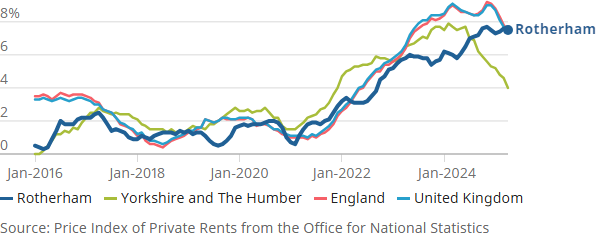 8%
Rotherham
6
4
2
0
Jan-2016 Jan-2018 Jan-2020 Jan-2022 Jan-2024
Rotherham Yorkshire and The Humber England United Kingdom
Source: Price Index of Private Rents from the Office for National Statistics